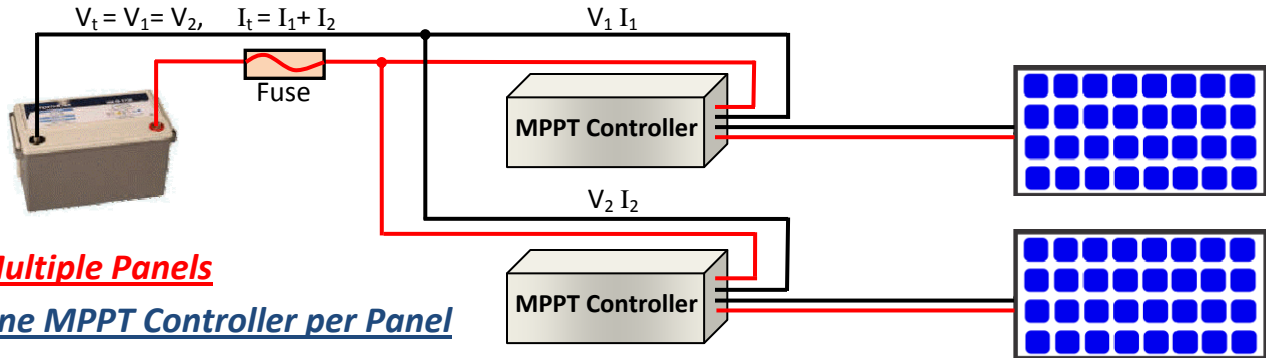 Vt = V1= V2, It = I1+ I2
V1 I1
Fuse
MPPT Controller
V2 I2
MPPT Controller
ultiple Panels
ne MPPT Controller per Panel